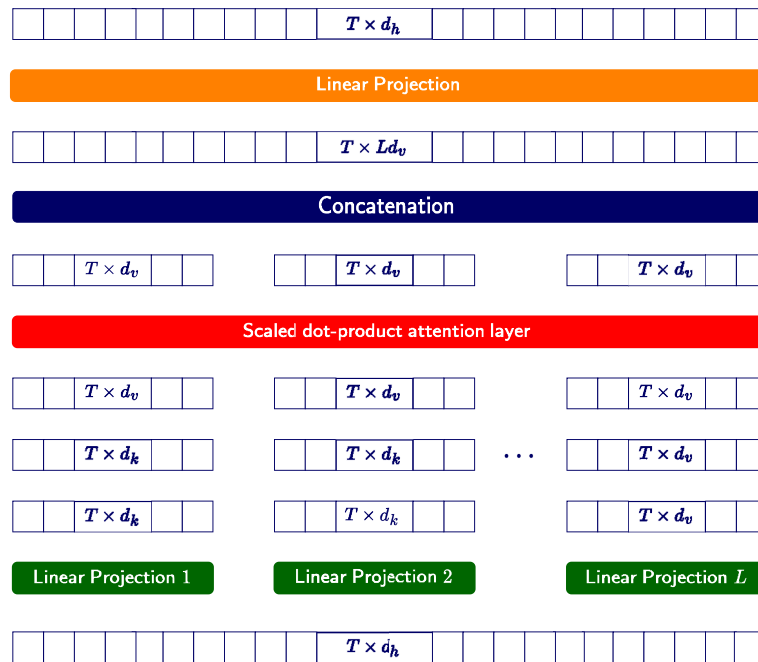 T × d_h
Linear Projection
T × Ld_v
Concatenation
T × d_v T × d_v T × d_v
Scaled dot-product attention layer
T × d_v T × d_v T × d_v
T × d_k T × d_k ... T × d_v
T × d_k T × d_k T × d_v
Linear Projection 1 Linear Projection 2 Linear Projection L
T × d_h